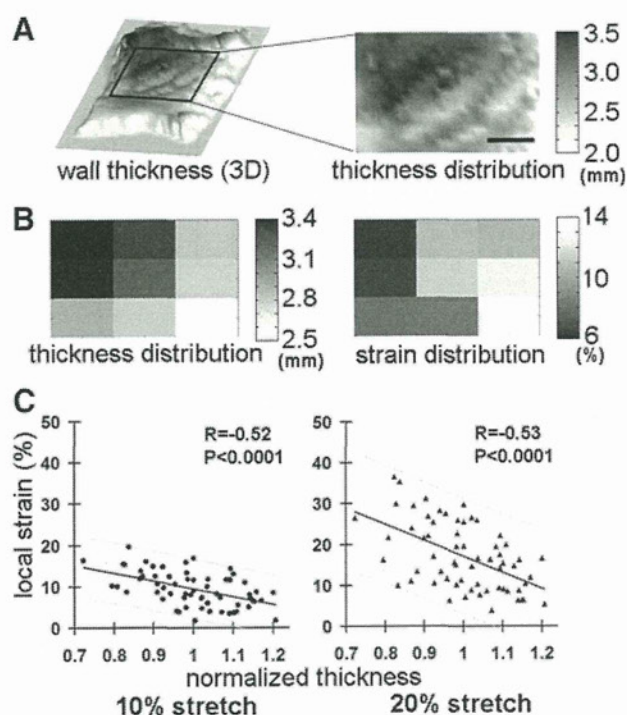 A
3.5
3.0
2.5
2.0
(mm)
wall thickness (3D)
thickness distribution
B
3.4
3.1
2.8
2.5
(mm)
thickness distribution
14
10
6
(%)
strain distribution
C
local strain (%)
50
40
30
20
10
0
R=-0.52
P<0.0001
0.7 0.8 0.9 1 1.1 1.2
50
40
30
20
10
0
R=-0.53
P<0.0001
0.7 0.8 0.9 1 1.1 1.2
normalized thickness
10% stretch
20% stretch